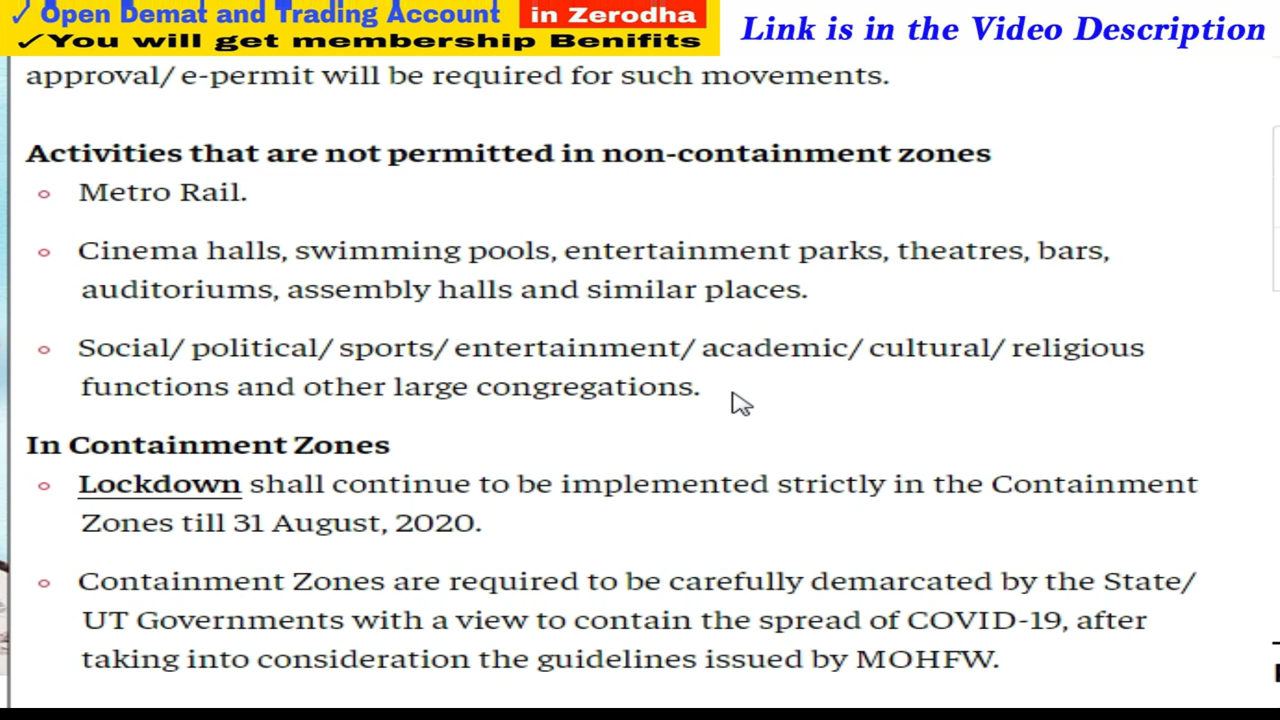 ✓ Open Demat and Trading Account in Zerodha
✓You will get membership Benifits
Link is in the Video Description
approval/ e-permit will be required for such movements.
Activities that are not permitted in non-containment zones
Metro Rail.
Cinema halls, swimming pools, entertainment parks, theatres, bars,
auditoriums, assembly halls and similar places.
Social/ political/ sports/ entertainment/ academic/ cultural/ religious
functions and other large congregations.
In Containment Zones
Lockdown shall continue to be implemented strictly in the Containment
Zones till 31 August, 2020.
Containment Zones are required to be carefully demarcated by the State/
UT Governments with a view to contain the spread of COVID-19, after
taking into consideration the guidelines issued by MOHFW.